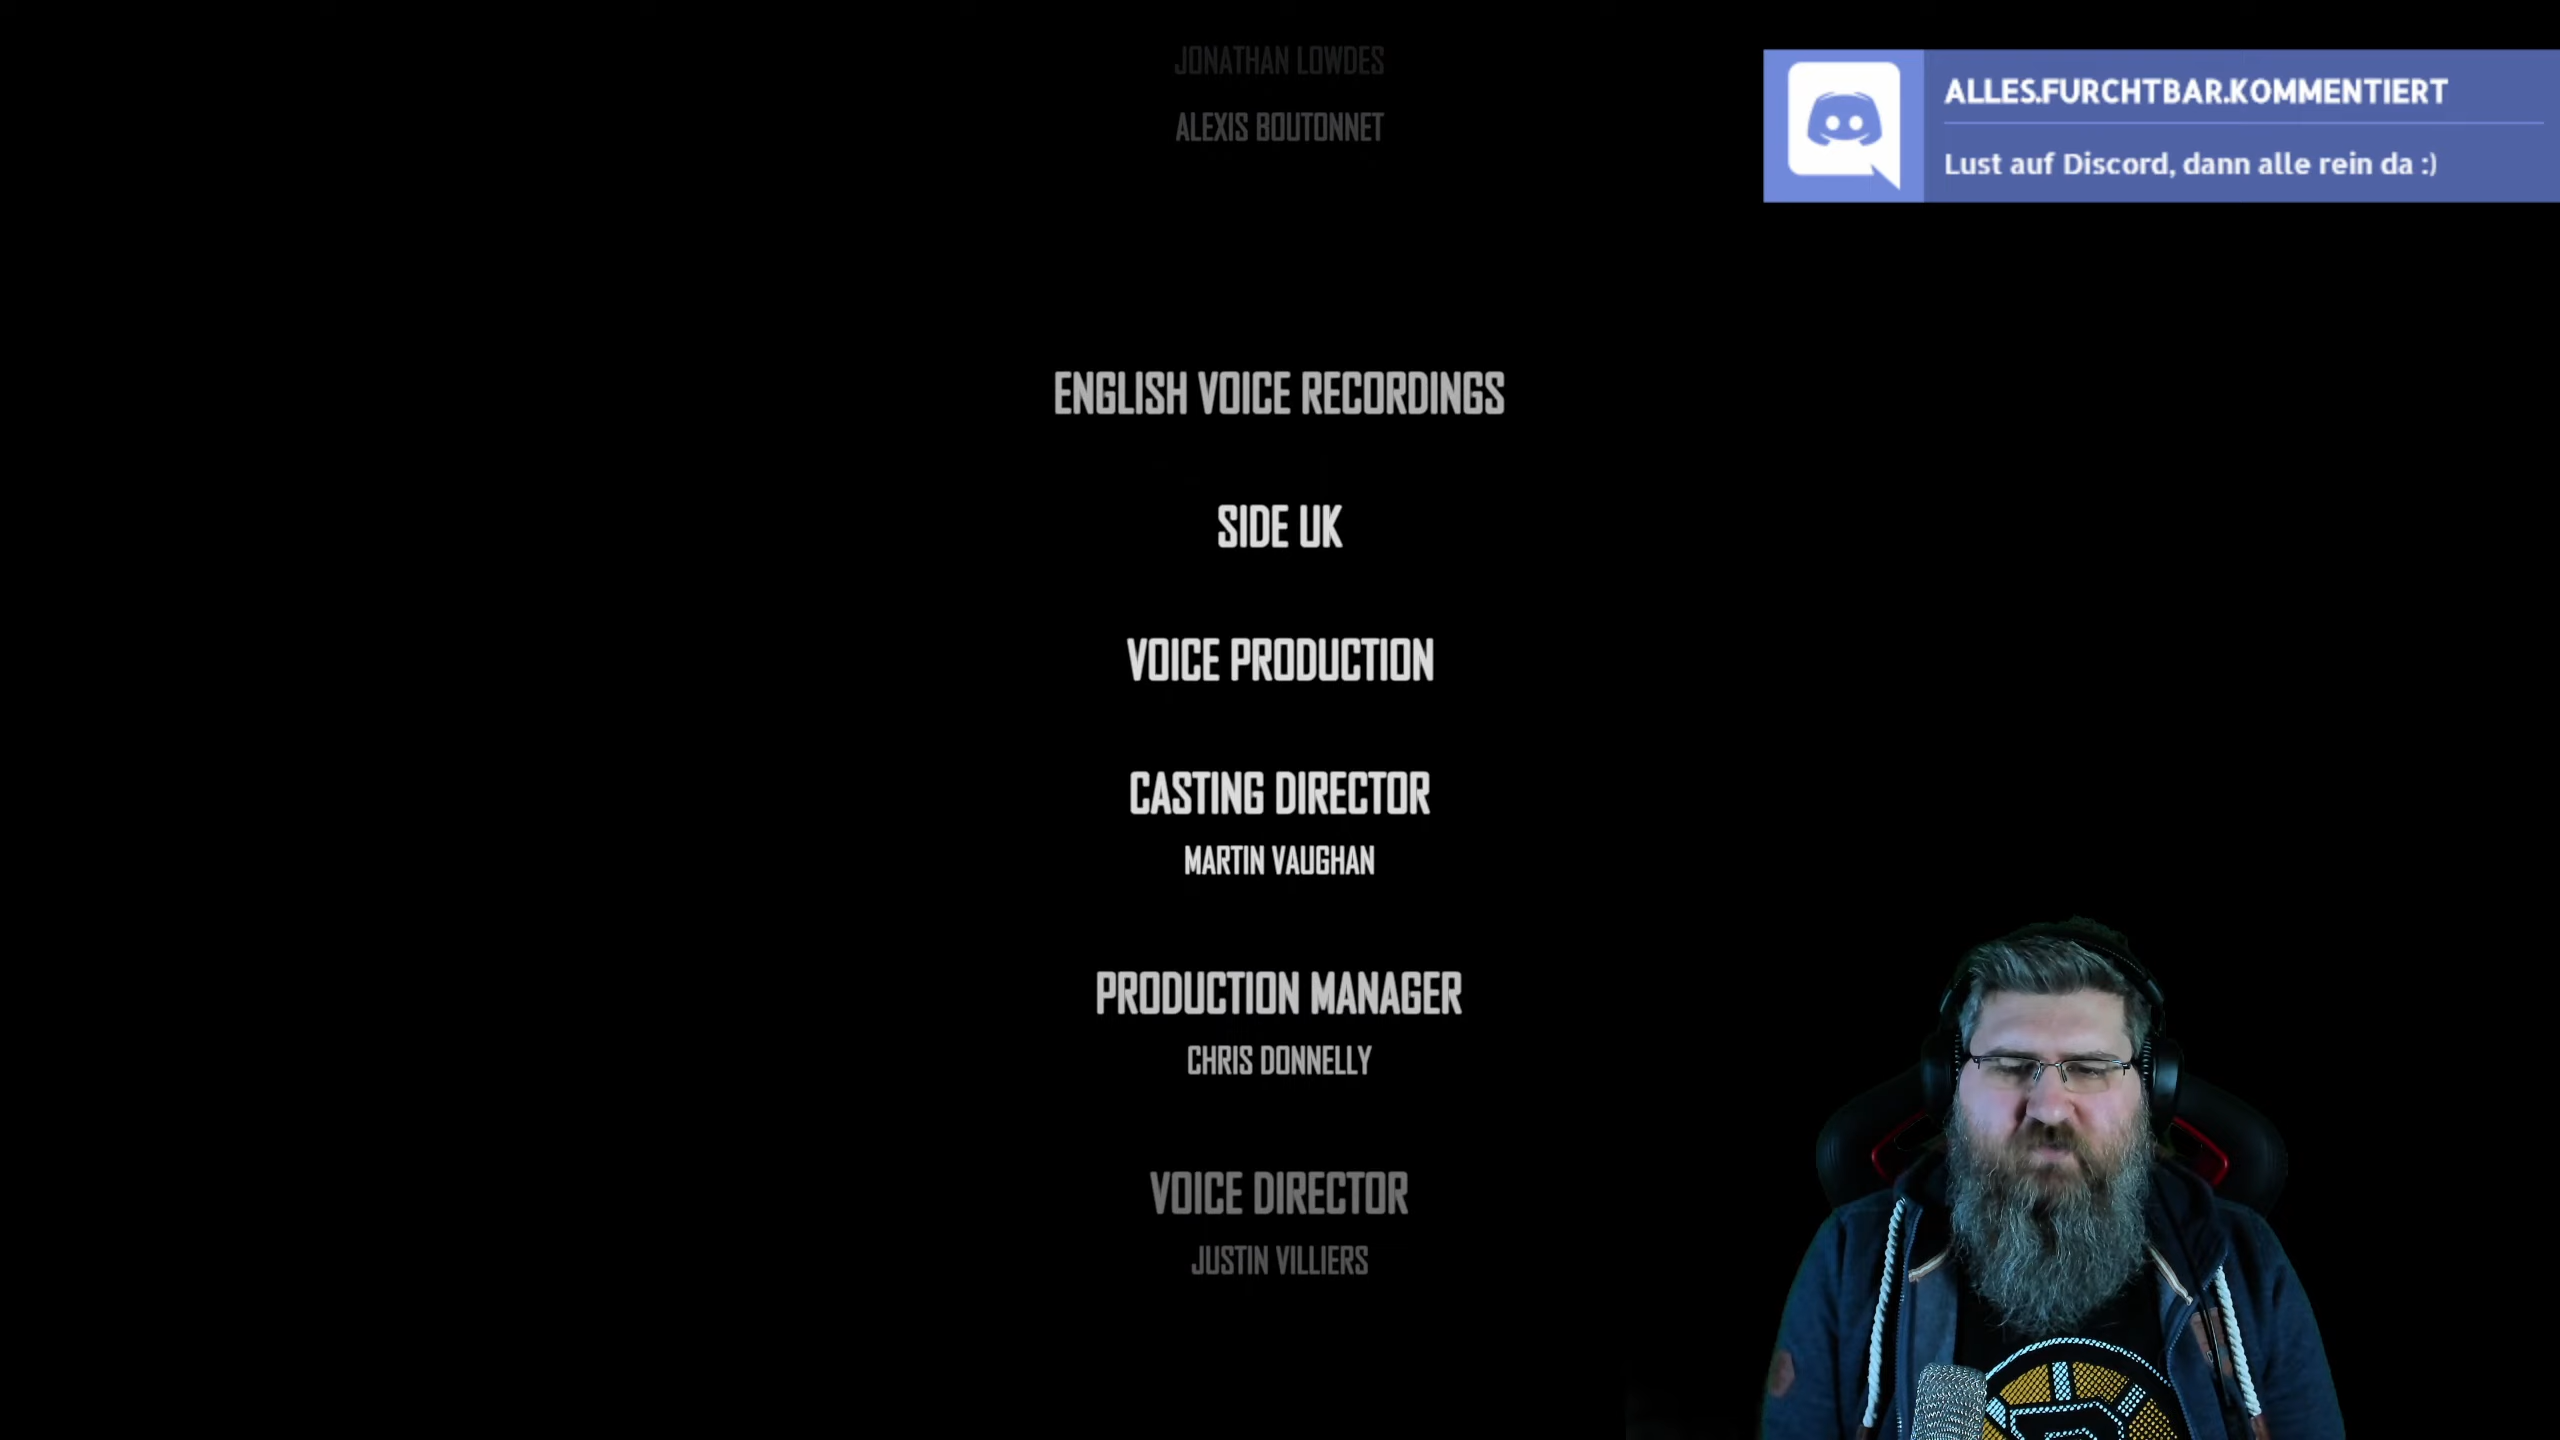 JONATHAN LOWDES
ALEXIS BOUTONNET
ENGLISH VOICE RECORDINGS
SIDE UK
VOICE PRODUCTION
CASTING DIRECTOR
MARTIN VAUGHAN
PRODUCTION MANAGER
CHRIS DONNELLY
VOICE DIRECTOR
JUSTIN VILLIERS
ALLES.FURCHTBAR.KOMMENTIERT
Lust auf Discord, dann alle rein da :)